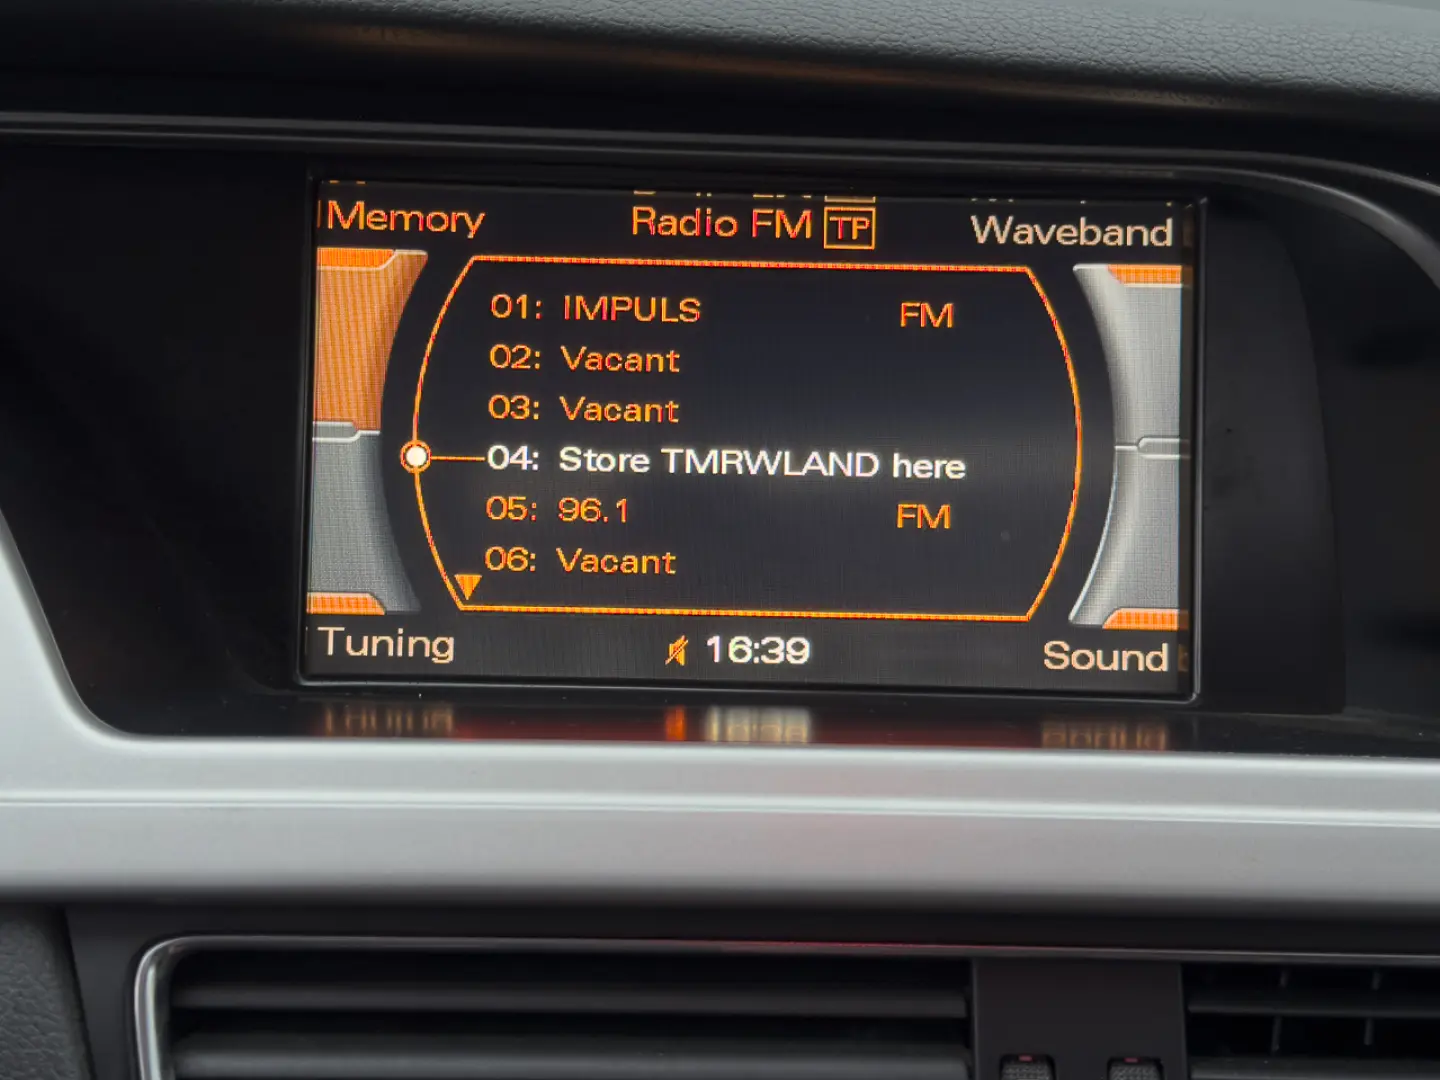 Memory Radio FM TP Waveband
01: IMPULS FM
02: Vacant
03: Vacant
04: Store TMRWLAND here
05: 96.1 FM
06: Vacant
Tuning 16:39 Sound